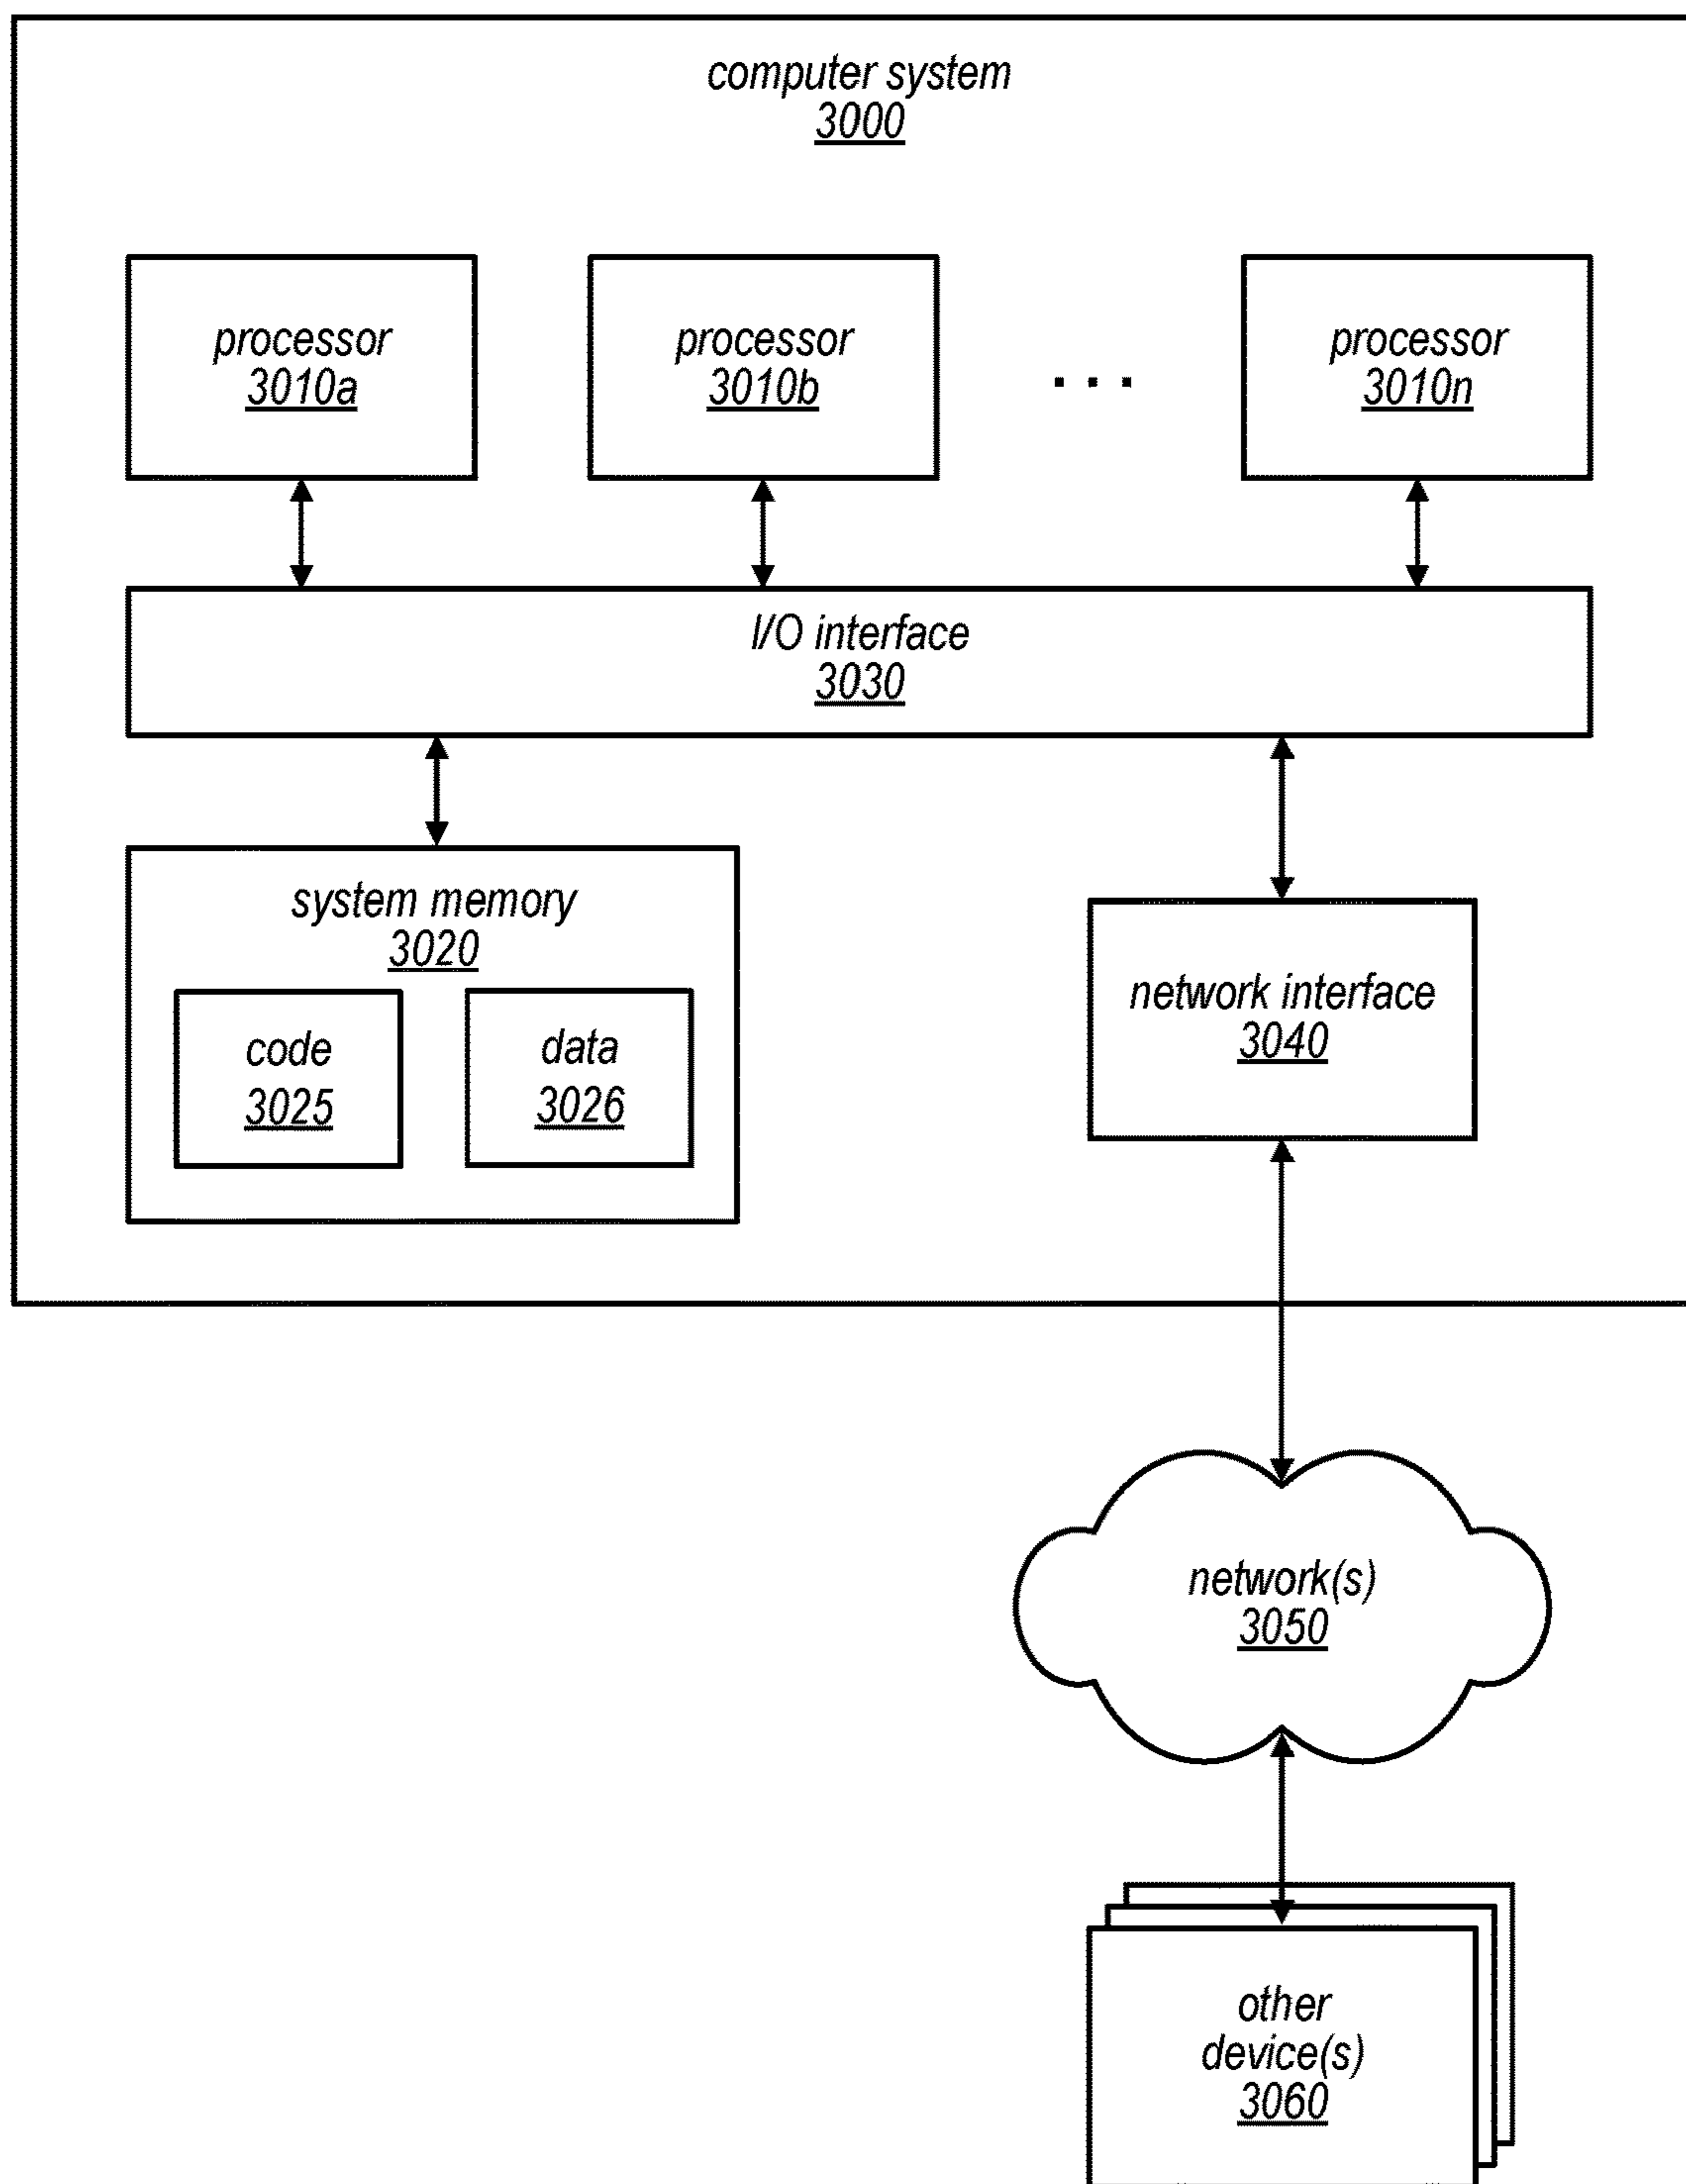 computer system
3000
processor
3010a
processor
3010b
. . .
processor
3010n
I/O interface
3030
system memory
3020
code
3025
data
3026
network interface
3040
network(s)
3050
other
device(s)
3060